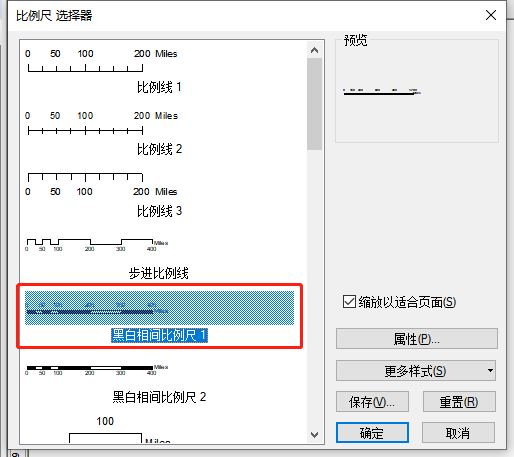 比例尺 选择器
0 50 100 200 Miles
比例线 1
0 50 100 200 Miles
比例线 2
0 50 100 200 Miles
比例线 3
Miles
0 50 100 200 300 400
步进比例线
0 50 100 200 300 400
黑白相间比例尺 1
Miles
0 50 100 200 300 400
黑白相间比例尺 2
100
Miles
预览
缩放以适合页面(S)
属性(P)...
更多样式(S)
保存(V)...
重置(R)
确定
取消